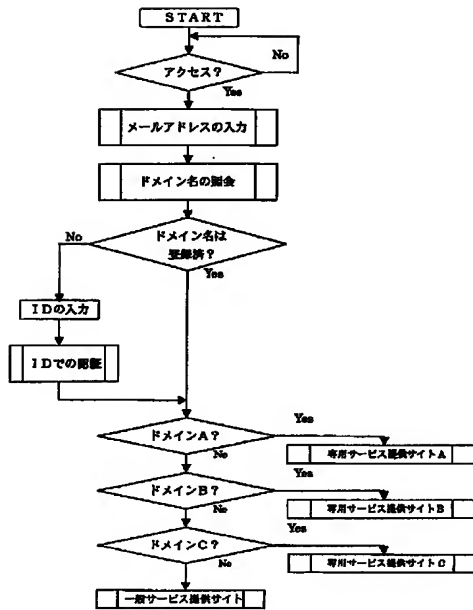 START
No
アクセス?
Yes
メールアドレスの入力
ドメイン名の照会
No
ドメイン名は
登録済?
Yes
IDの入力
IDでの認証
ドメインA?
Yes
No
専用サービス提供サイトA
ドメインB?
Yes
No
専用サービス提供サイトB
ドメインC?
Yes
No
専用サービス提供サイトC
一般サービス提供サイト